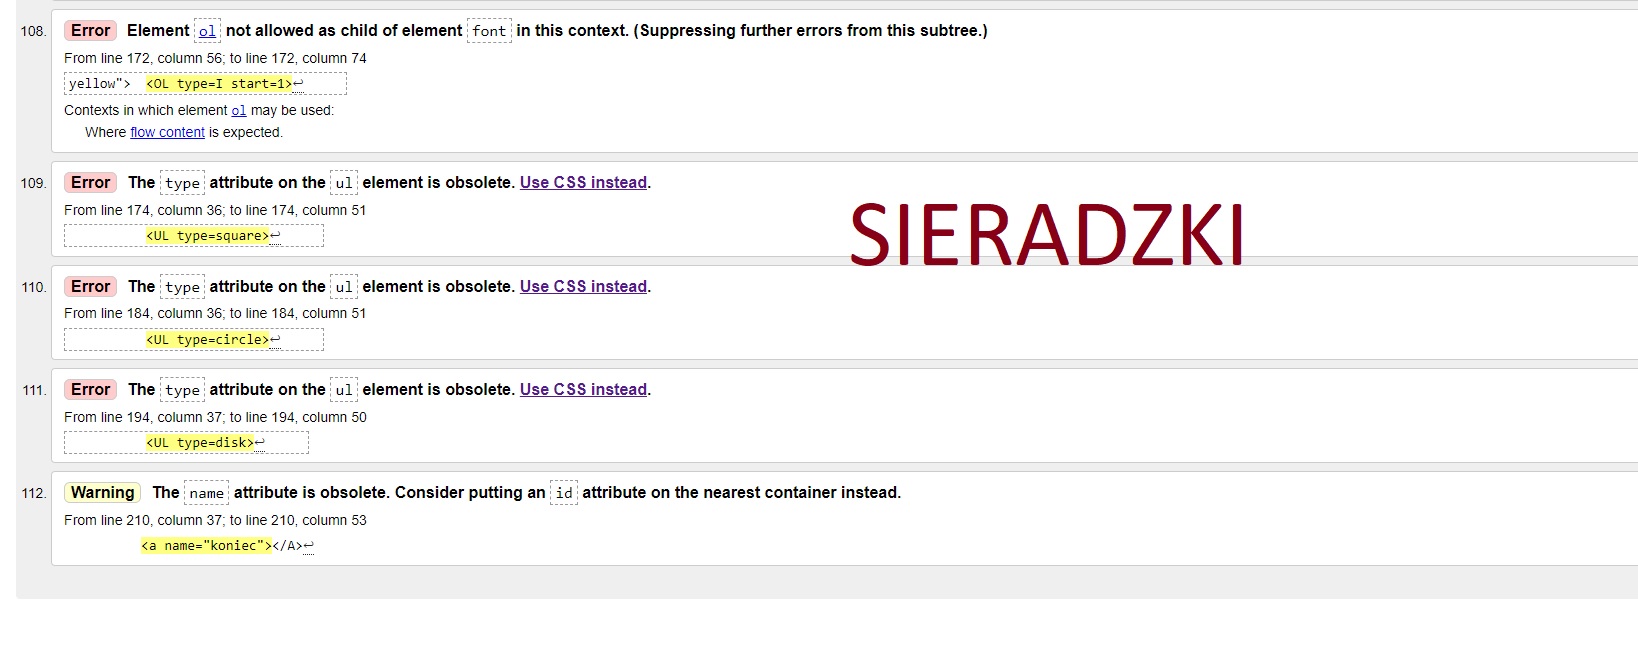 108. Error Element ol not allowed as child of element font in this context. (Suppressing further errors from this subtree.)
From line 172, column 56; to line 172, column 74
yellow">  <OL type=I start=1>↩
Contexts in which element ol may be used:
Where flow content is expected.
109. Error The type attribute on the ul element is obsolete. Use CSS instead.
From line 174, column 36; to line 174, column 51
<UL type=square>↩
SIERADZKI
110. Error The type attribute on the ul element is obsolete. Use CSS instead.
From line 184, column 36; to line 184, column 51
<UL type=circle>↩
111. Error The type attribute on the ul element is obsolete. Use CSS instead.
From line 194, column 37; to line 194, column 50
<UL type=disk>↩
112. Warning The name attribute is obsolete. Consider putting an id attribute on the nearest container instead.
From line 210, column 37; to line 210, column 53
<a name="koniec"></A>↩